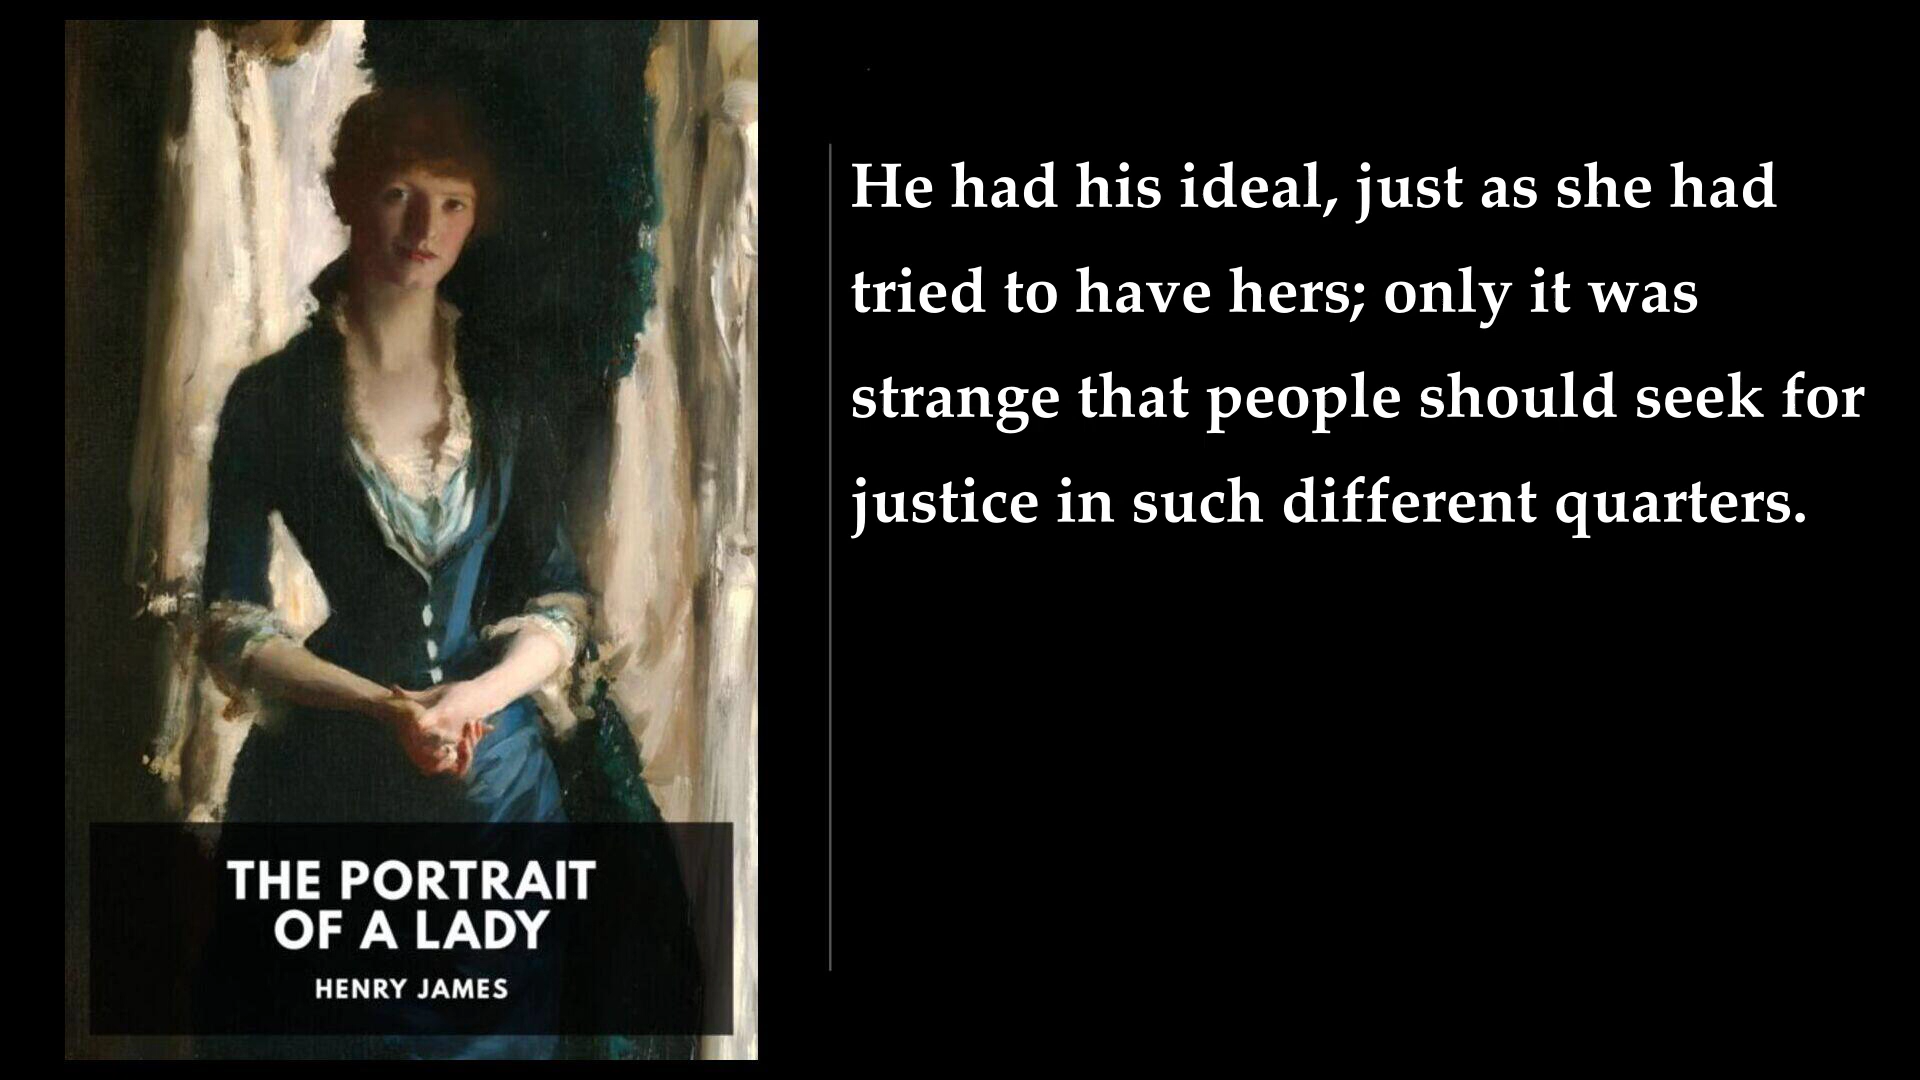 THE PORTRAIT
OF A LADY
HENRY JAMES
He had his ideal, just as she had
tried to have hers; only it was
strange that people should seek for
justice in such different quarters.